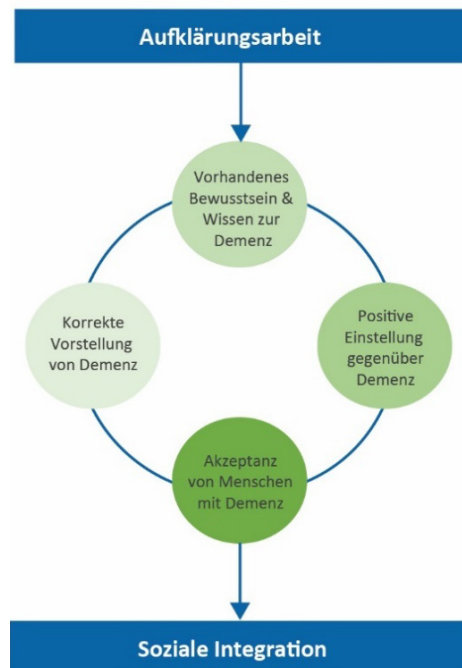 Aufklärungsarbeit
Vorhandenes
Bewusstsein &
Wissen zur
Demenz
Korrekte
Vorstellung
von Demenz
Positive
Einstellung
gegenüber
Demenz
Akzeptanz
von Menschen
mit Demenz
Soziale Integration